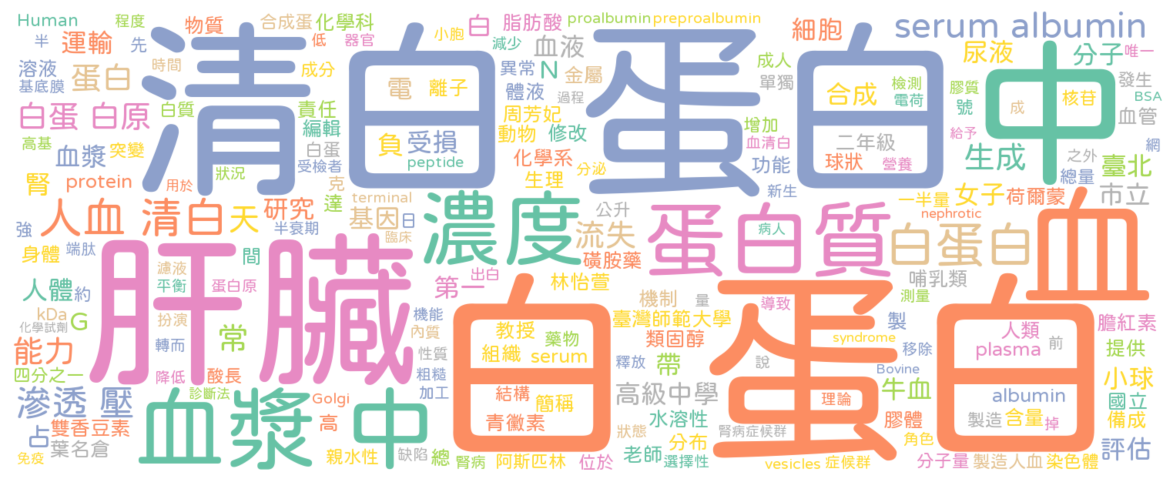 Human
程度
合成蛋
化學科
白
脂肪酸
proalbumin
preproalbumin
細胞
serum albumin
半
運輸
先
物質
低
器官
小胞
減少
血液
尿液
分子
唯一
溶液
蛋白
時間
成分
電
離子
異常
N
金屬
成人
合成
檢測
膠質
發生
基底膜
體液
單獨
電荷
號
核苷
BSA
清白蛋白
中
白蛋
白原
白質
責任
周芳妃
血管
編輯
負
受損
動物
修改
增加
二年級
成
高基
突變
白蛋
peptide
化學系
血清白
給予
網
血漿
受檢者
過程
功能
球狀
營養
生成
之外
臺北
狀況
生理
分泌
腎
protein
用於
克
terminal
新生
一半量
女子
荷爾蒙
總量
市立
達
人血
清白
天
研究
基因
日
公升
nephrotic
強
半衰期
臨床
濃度
流失
蛋白質
病人
白蛋白
血
身體
端肽
間
磺胺藥
哺乳類
濾液
人體
約
平衡
蛋白原
肝臟
第一
出白
林怡萱
測量
kDa
G
機制
量
導致
化學試劑
扮演
常
機能
教授
藥物
臺灣師範大學
製
人類
膽紅素
能力
轉而
內質
組織
serum
類固醇
syndrome
plasma
前
提供
四分之一
降低
酸長
性質
釋放
說
移除
帶
Bovine
滲透
壓
診斷法
粗糙
結構
簡稱
高級中學
白蛋白
理論
牛血
albumin
小球
國立
占
雙香豆素
血漿
中
Golgi
加工
青黴素
水溶性
膠體
製造
含量
備成
高
狀態
分布
腎病症候群
角色
掉
免疫
葉名倉
親水性
缺陷
總
腎病
阿斯匹林
位於
老師
選擇性
vesicles
症候群
分子量
製造人血
染色體
評估